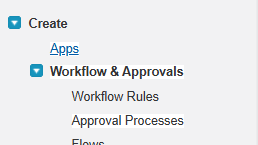 Create
Apps
Workflow & Approvals
Workflow Rules
Approval Processes
Flows